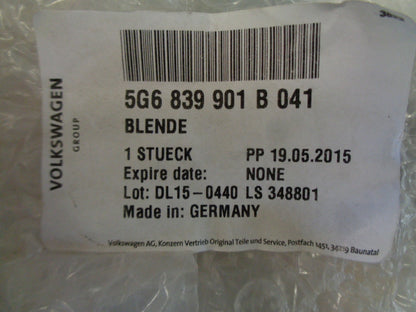 VOLKSWAGEN
GROUP
5G6 839 901 B 041
BLENDE
1 STUECK PP 19.05.2015
Expire date: NONE
Lot: DL15-0440 LS 348801
Made in: GERMANY
Volkswagen AG, Konzern Vertrieb Original Teile und Service, Postfach 1451, 34219 Baunatal